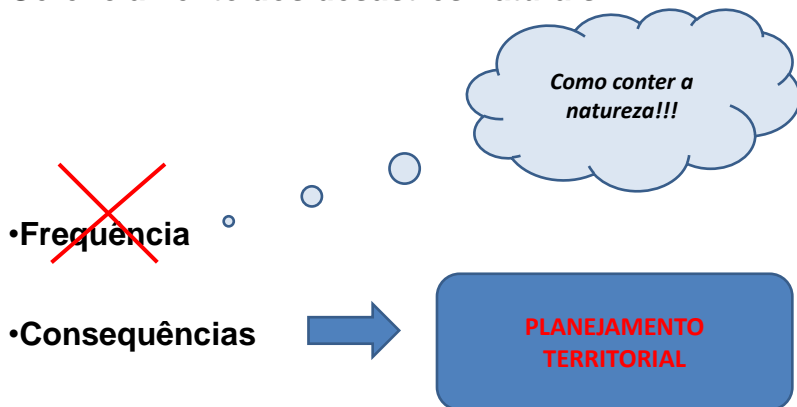 Como conter a
natureza!!!
•Frequência
•Consequências
PLANEJAMENTO
TERRITORIAL